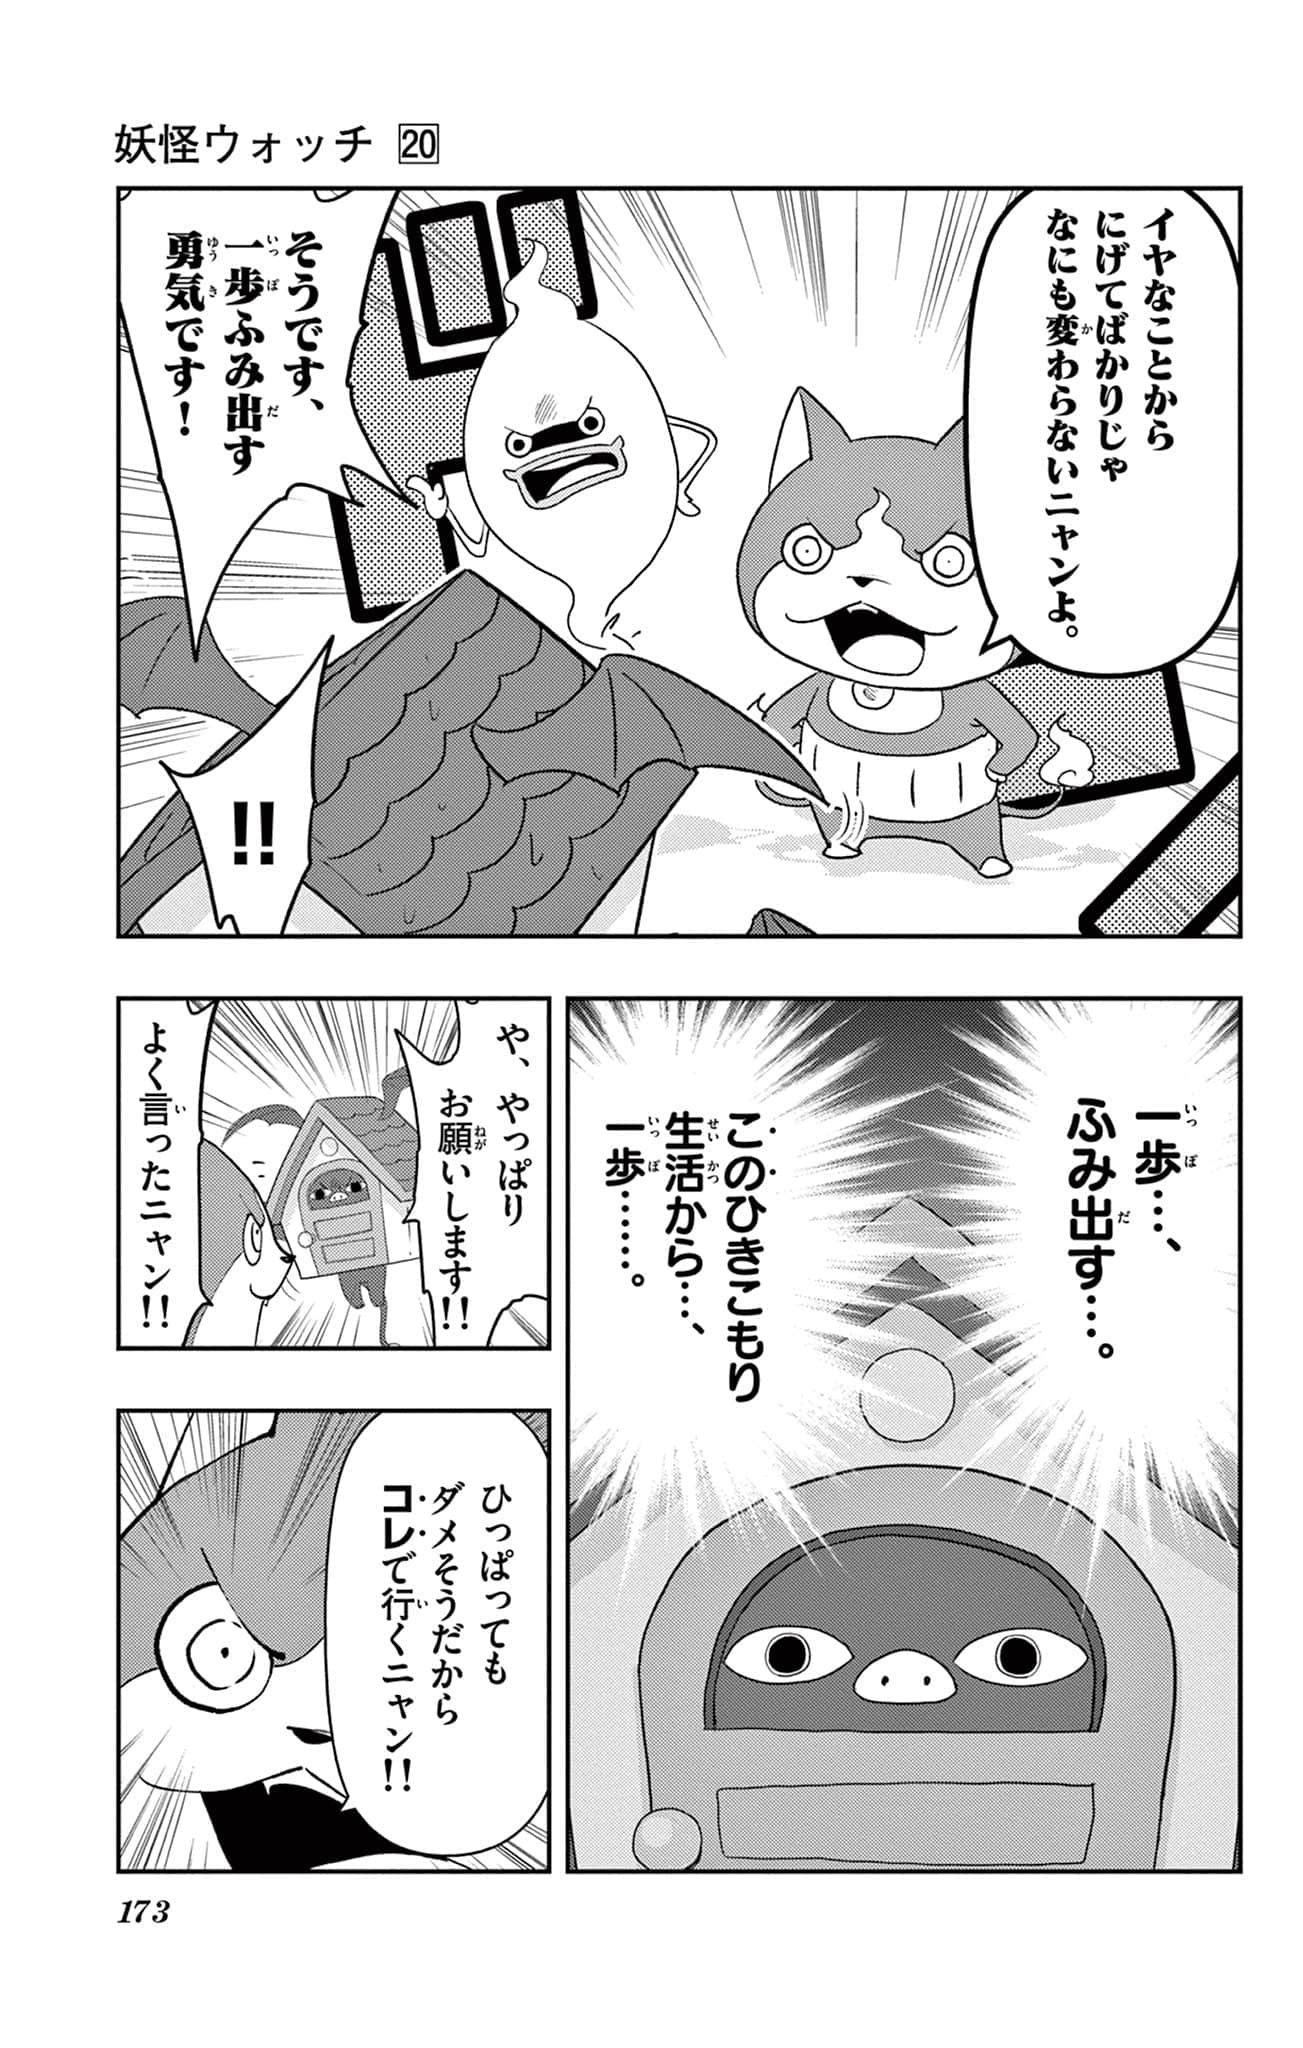 妖怪ウォッチ 20
イヤなことから
にげてばかりじゃ
なにも変わらないニャンよ。
そうです、
一歩ふみ出す
勇気です！
!!
一歩…、
ふみ出す…。
このひきこもり
生活から…、
一歩……。
や、やっぱり
お願いします!!
よく言ったニャン!!
ひっぱっても
ダメそうだから
コレで行くニャン!!
173